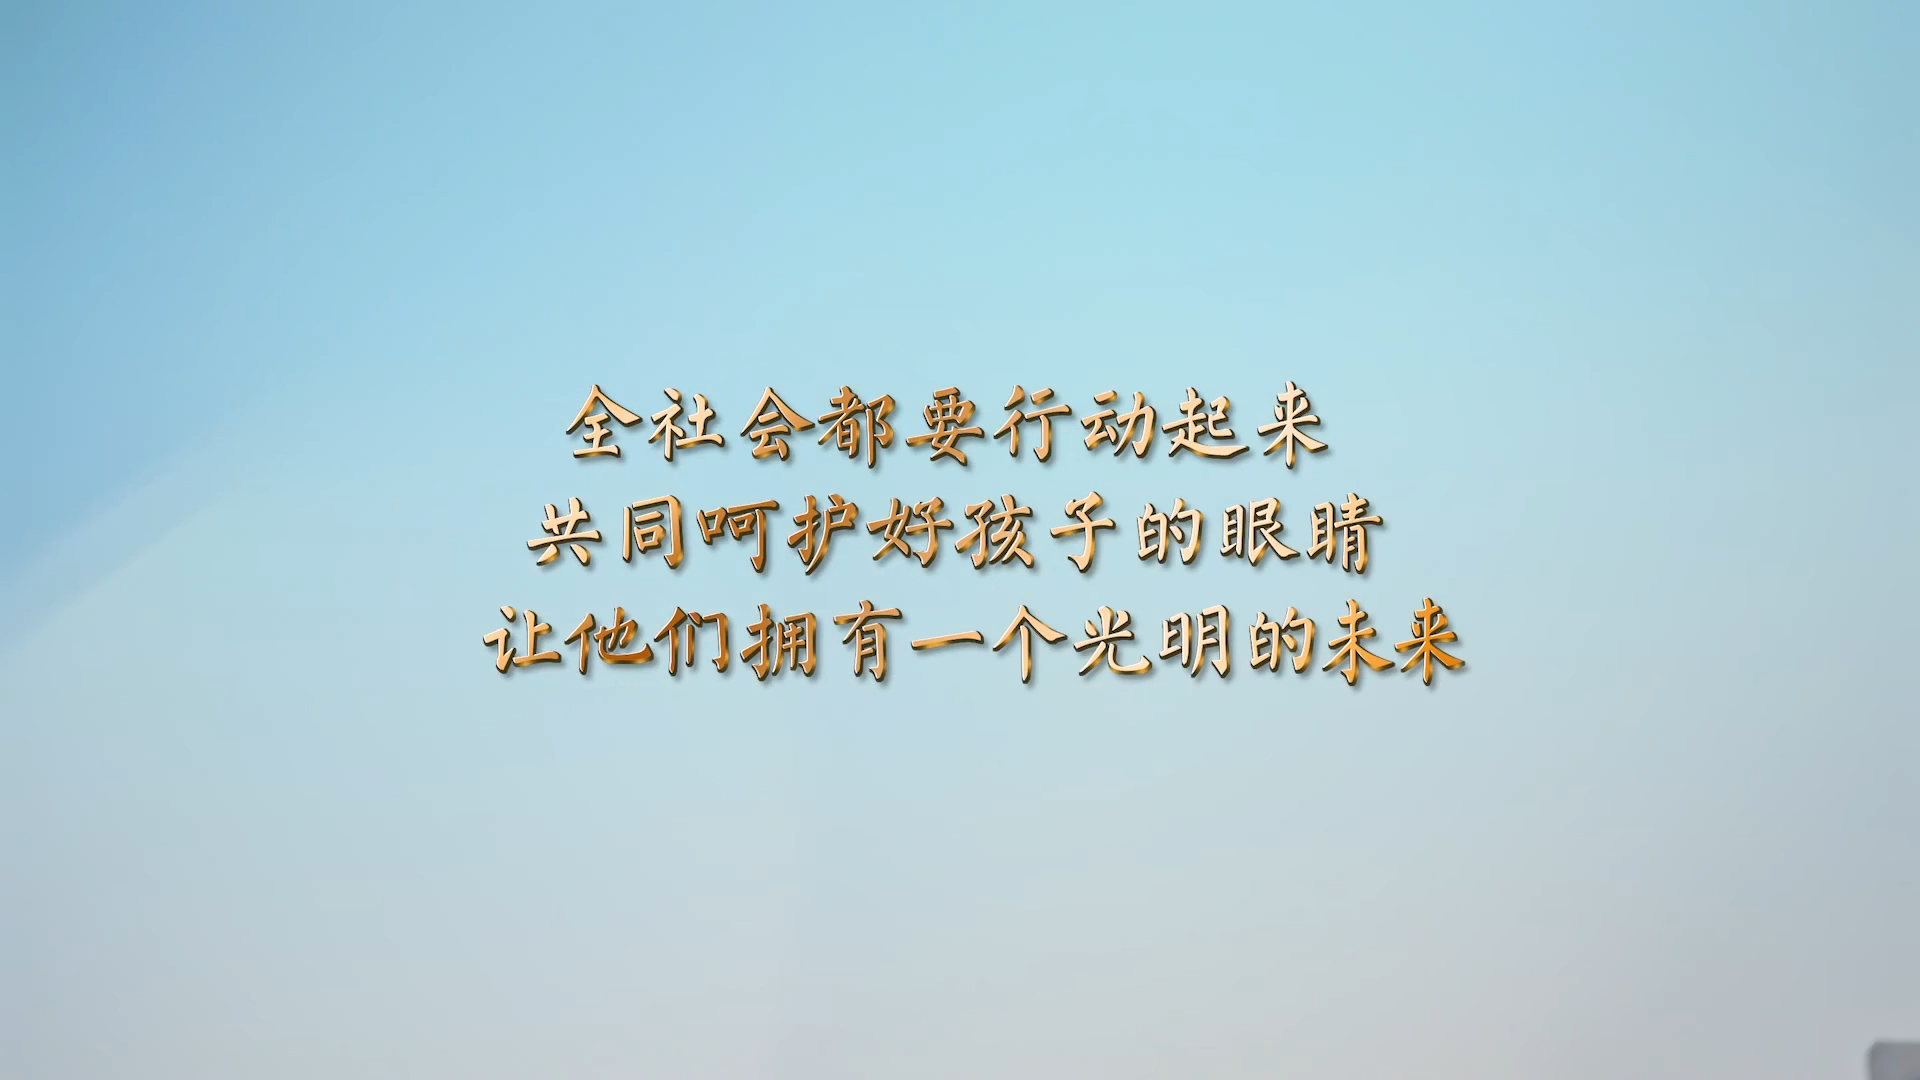 全社会都要行动起来
共同呵护好孩子的眼睛
让他们拥有一个光明的未来